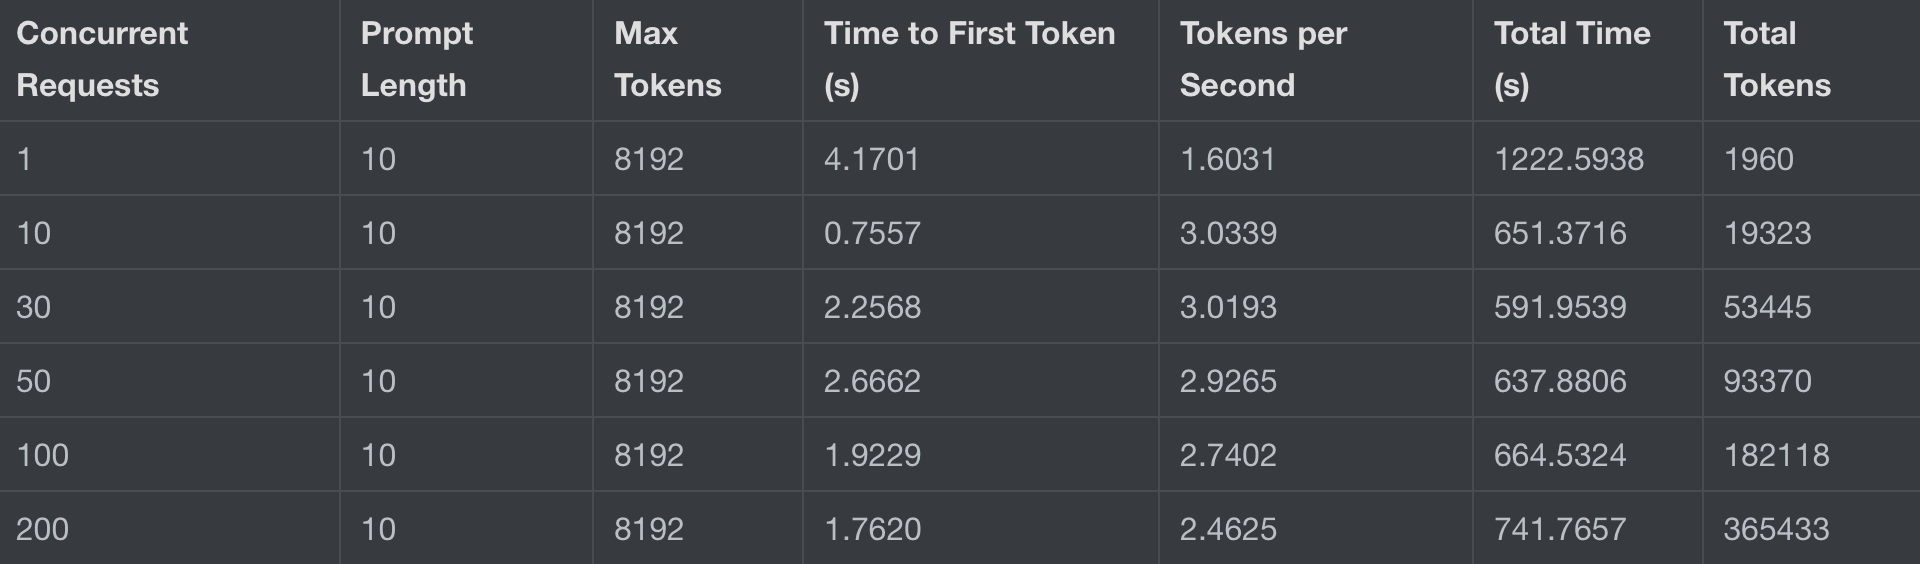 Concurrent Requests Prompt Length Max Tokens Time to First Token (s) Tokens per Second Total Time (s) Total Tokens
1 10 8192 4.1701 1.6031 1222.5938 1960
10 10 8192 0.7557 3.0339 651.3716 19323
30 10 8192 2.2568 3.0193 591.9539 53445
50 10 8192 2.6662 2.9265 637.8806 93370
100 10 8192 1.9229 2.7402 664.5324 182118
200 10 8192 1.7620 2.4625 741.7657 365433